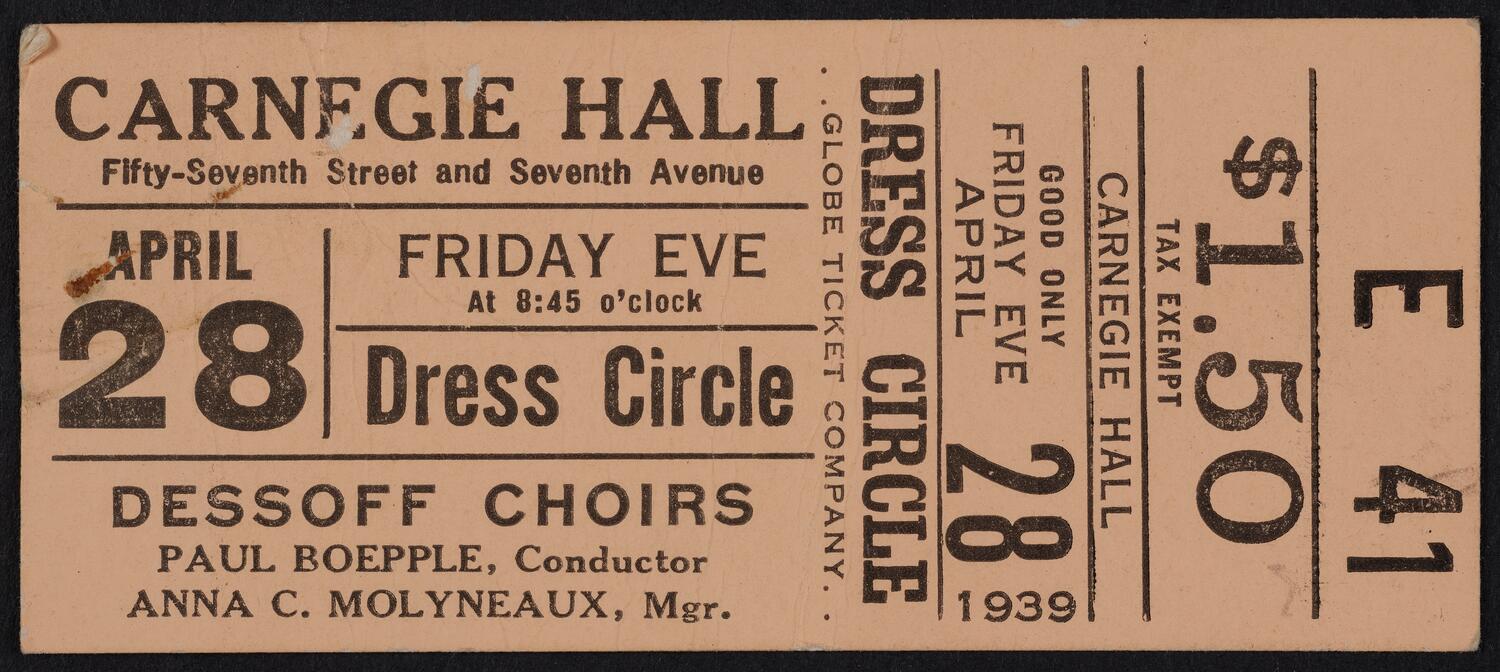 CARNEGIE HALL
Fifty-Seventh Street and Seventh Avenue
APRIL
28
FRIDAY EVE
At 8:45 o'clock
Dress Circle
DESSOFF CHOIRS
PAUL BOEPPLE, Conductor
ANNA C. MOLYNEAUX, Mgr.
. .GLOBE TICKET COMPANY. .
DRESS CIRCLE
GOOD ONLY
FRIDAY EVE
APRIL
28
1939
CARNEGIE HALL
$1.50
TAX EXEMPT
E 41